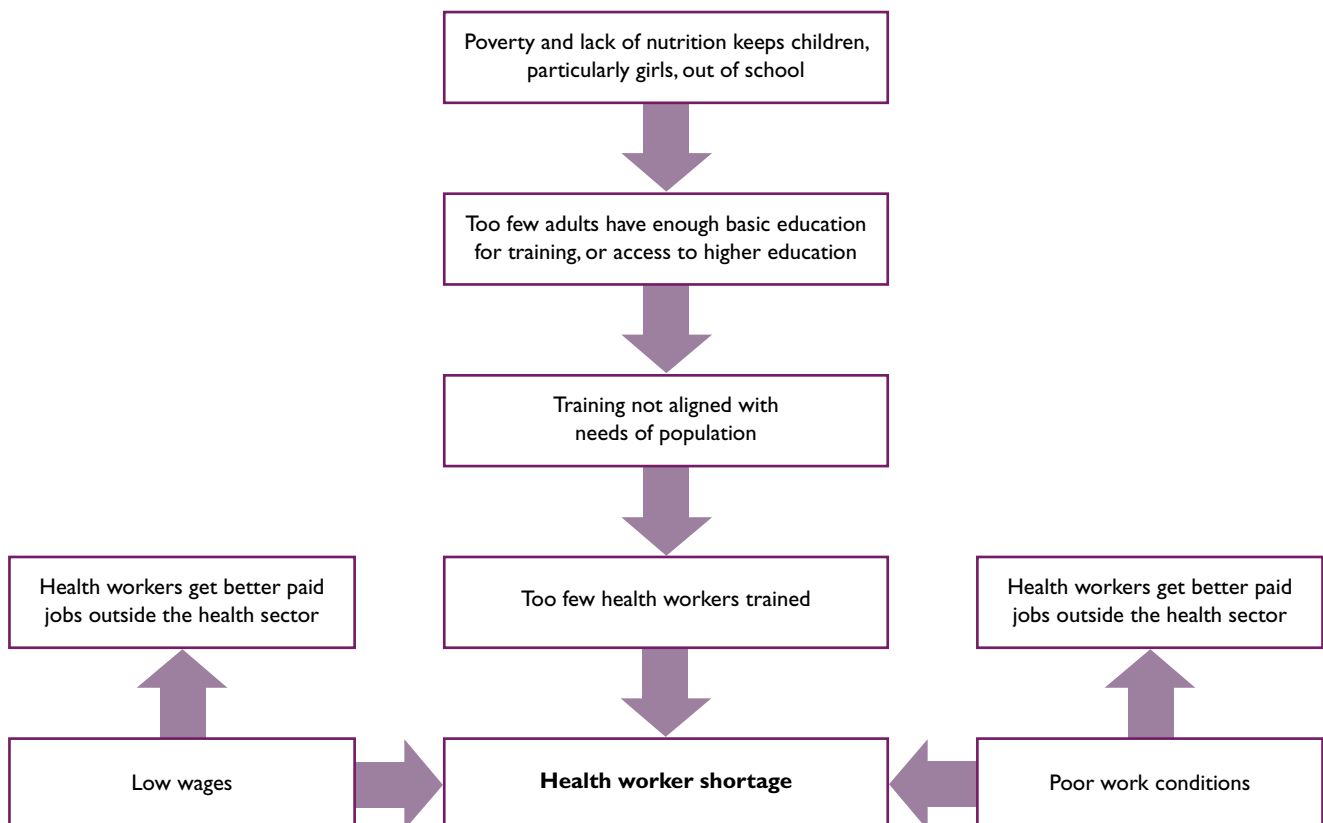 Poverty and lack of nutrition keeps children,
particularly girls, out of school
Too few adults have enough basic education
for training, or access to higher education
Training not aligned with
needs of population
Health workers get better paid
jobs outside the health sector
Too few health workers trained
Health workers get better paid
jobs outside the health sector
Low wages
Health worker shortage
Poor work conditions